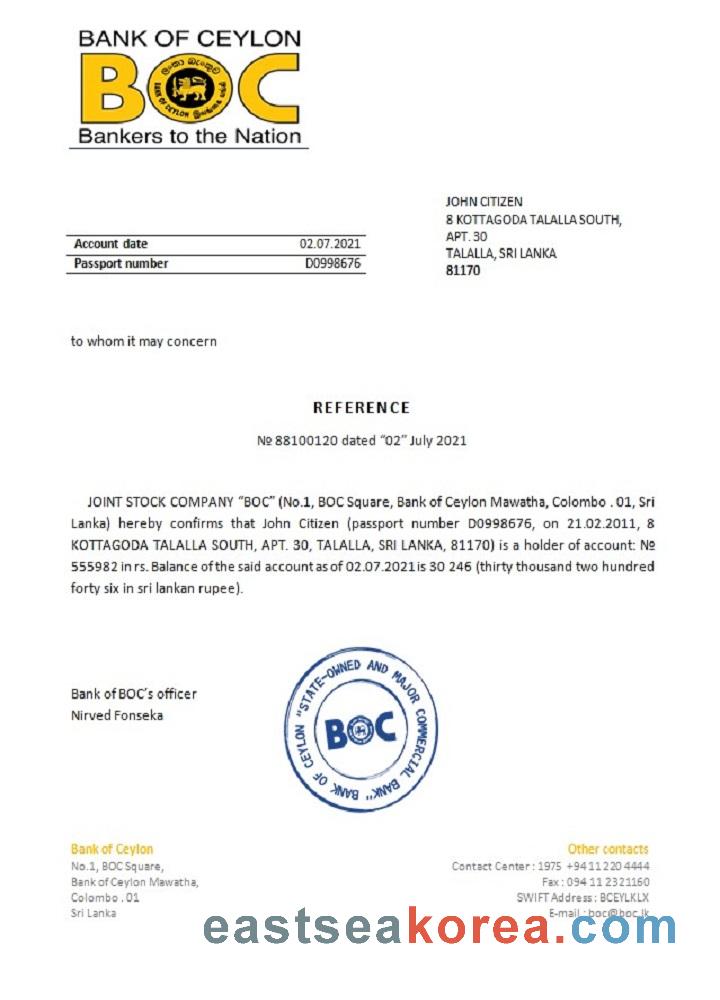 BANK OF CEYLON
BOC
Bankers to the Nation
JOHN CITIZEN
8 KOTTAGODA TALALLA SOUTH,
APT. 30
TALALLA, SRI LANKA
81170
Account date 02.07.2021
Passport number D0998676
to whom it may concern
REFERENCE
№ 88100120 dated “02” July 2021
JOINT STOCK COMPANY “BOC” (No.1, BOC Square, Bank of Ceylon Mawatha, Colombo . 01, Sri
Lanka) hereby confirms that John Citizen (passport number D0998676, on 21.02.2011, 8
KOTTAGODA TALALLA SOUTH, APT. 30, TALALLA, SRI LANKA, 81170) is a holder of account: №
555982 in rs. Balance of the said account as of 02.07.2021 is 30 246 (thirty thousand two hundred
forty six in sri lankan rupee).
Bank of BOC’s officer
Nirved Fonseka
BANK OF CEYLON "STATE-OWNED AND MAJOR COMMERCIAL BANK"
BOC
Bank of Ceylon
No.1, BOC Square,
Bank of Ceylon Mawatha,
Colombo . 01
Sri Lanka
Other contacts
Contact Center : 1975 +94 11 220 4444
Fax : 094 11 2321160
SWIFT Address : BCEYLKLX
E-mail : boc@boc.lk
eastseakorea.com